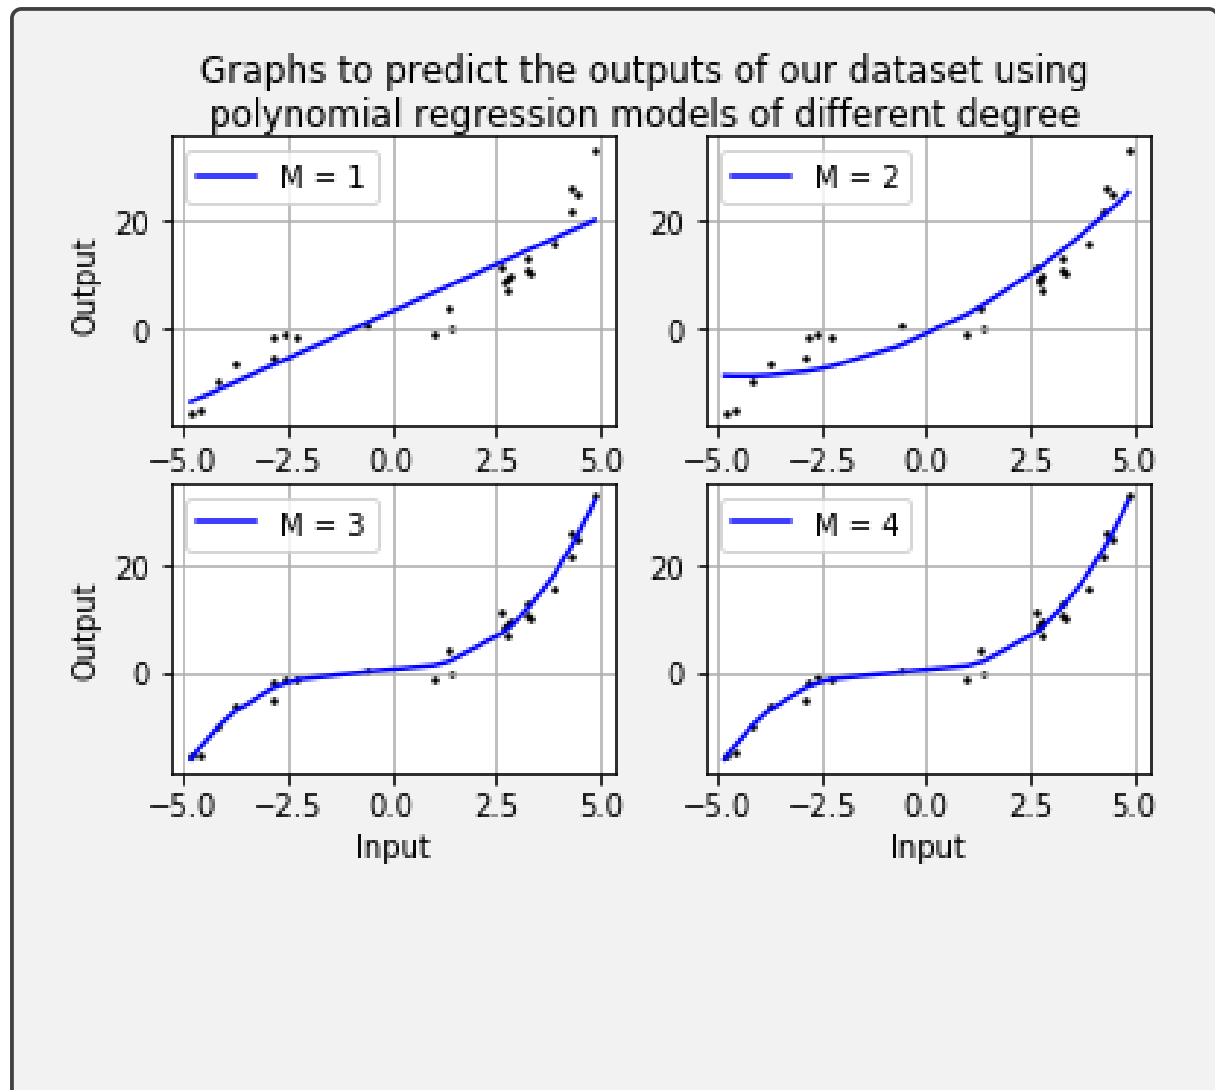 Graphs to predict the outputs of our dataset using
polynomial regression models of different degree
M = 1
M = 2
20
0
Output
−5.0 −2.5 0.0 2.5 5.0
20
0
−5.0 −2.5 0.0 2.5 5.0
M = 3
M = 4
20
0
Output
−5.0 −2.5 0.0 2.5 5.0
Input
20
0
−5.0 −2.5 0.0 2.5 5.0
Input